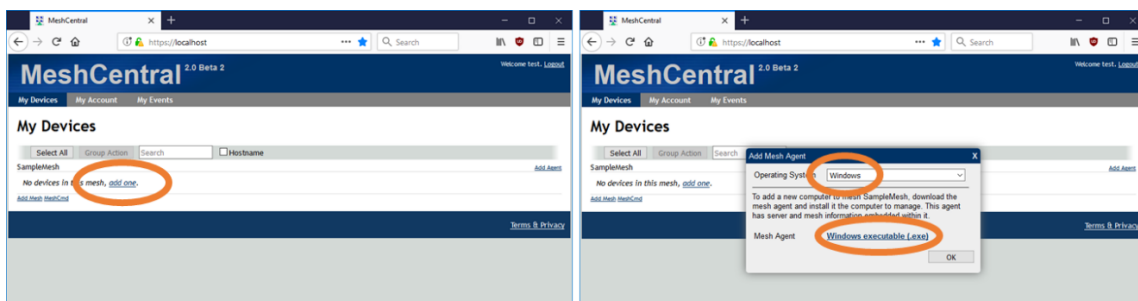 MeshCentral
https://localhost
Search
MeshCentral 2.0 Beta 2
Welcome test. Logout
My Devices My Account My Events
My Devices
Select All Group Action Search Hostname
SampleMesh Add Agent
No devices in this mesh, add one.
Add Mesh MeshCmd
Terms & Privacy
MeshCentral
https://localhost
Search
MeshCentral 2.0 Beta 2
Welcome test. Logout
My Devices My Account My Events
My Devices
Select All Group Action Search
Add Mesh Agent X
SampleMesh Add Agent
Operating System Windows
No devices in this mesh, add one.
Add Mesh MeshCmd
To add a new computer to mesh SampleMesh, download the
mesh agent and install it the computer to manage. This agent
has server and mesh information embedded within it.
Mesh Agent Windows executable (.exe)
OK
Terms & Privacy